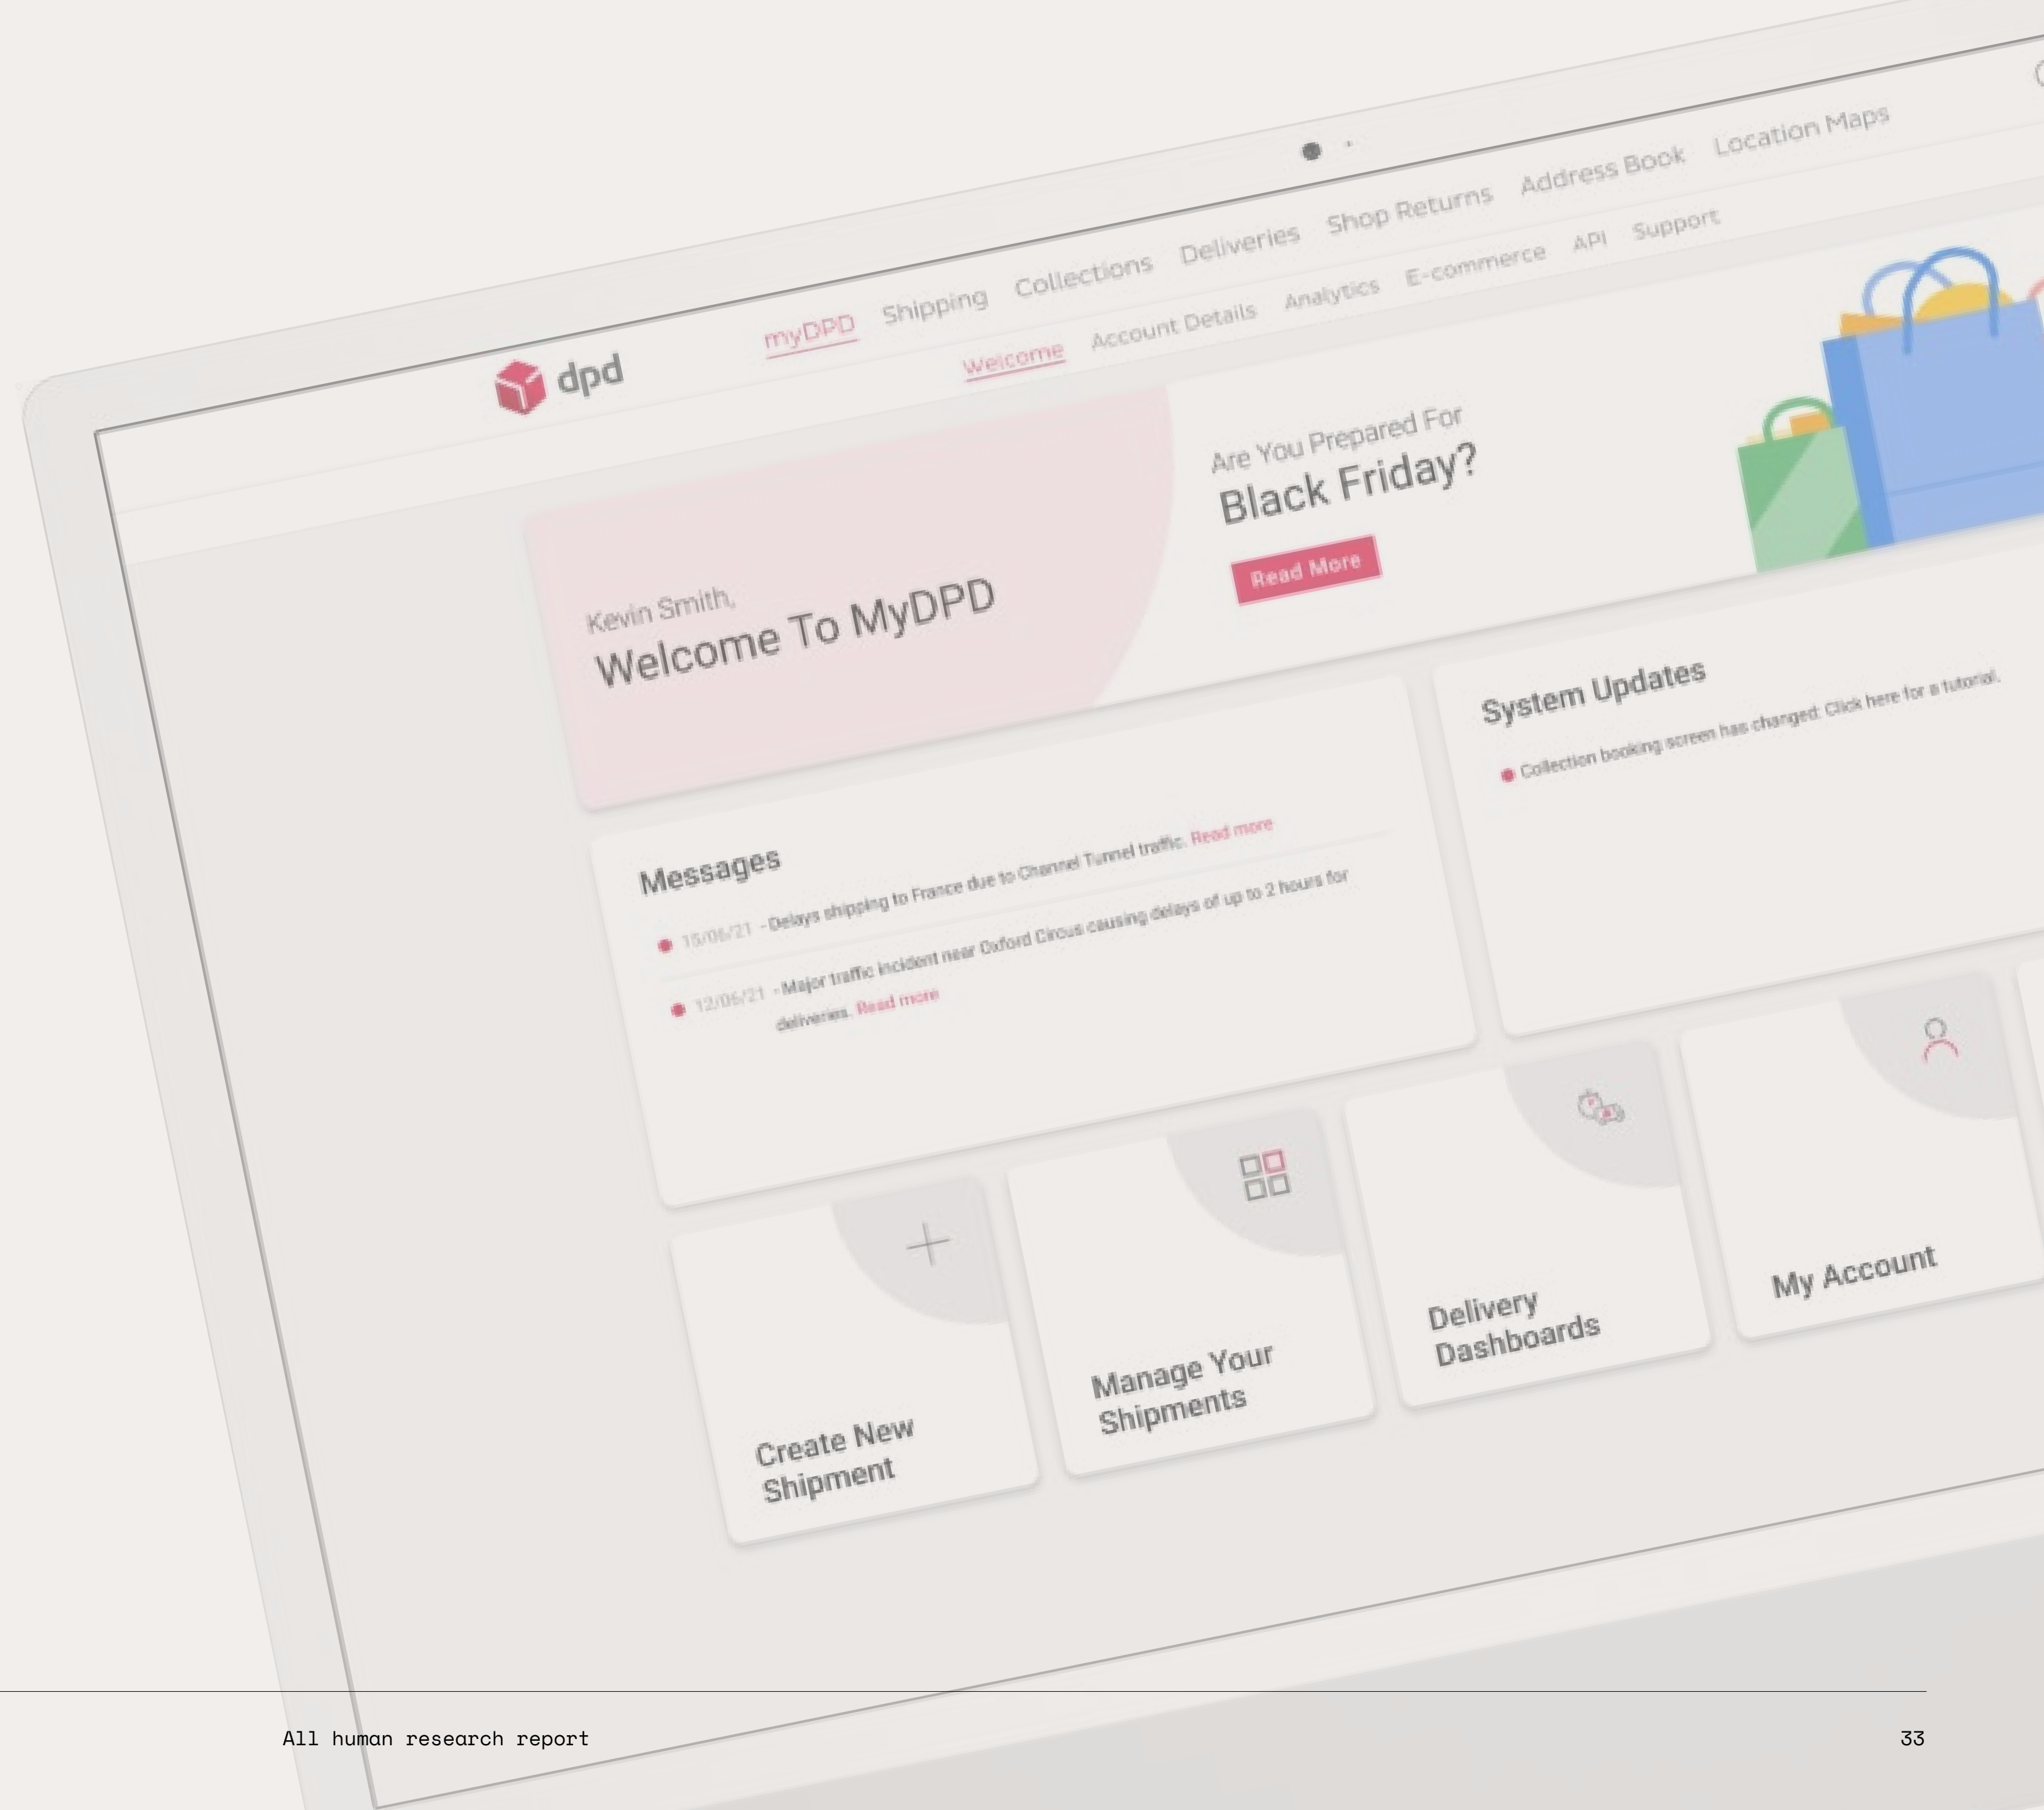 myDPD Shipping Collections Deliveries Shop Returns Address Book Location Maps
dpd
Welcome Account Details Analytics E-commerce API Support
Kevin Smith,
Welcome To MyDPD
Are You Prepared For
Black Friday?
Read More
Messages
15/06/21 - Delays shipping to France due to Channel Tunnel traffic. Read more
12/06/21 - Major traffic incident near Oxford Circus causing delays of up to 2 hours for
deliveries. Read more
System Updates
Collection booking screen has changed. Click here for a tutorial.
Create New
Shipment
Manage Your
Shipments
Delivery
Dashboards
My Account
All human research report
33